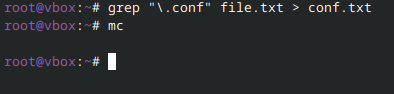 root@vbox:~# grep "\.conf" file.txt > conf.txt
root@vbox:~# mc
root@vbox:~#